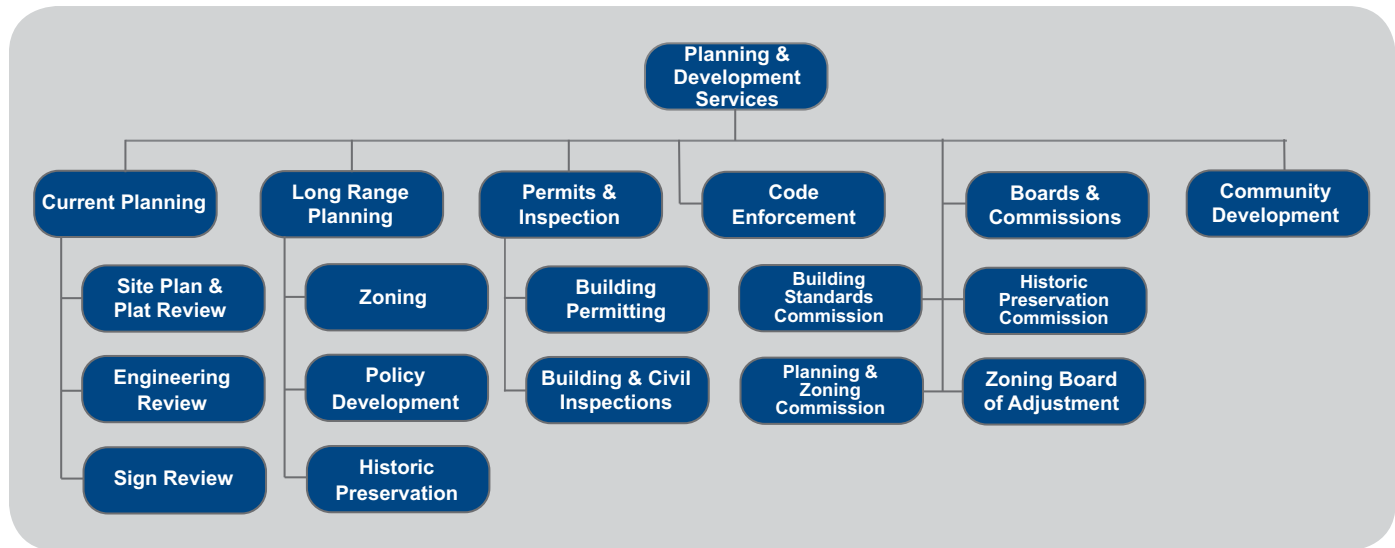 Planning &
Development
Services
Current Planning
Long Range
Planning
Permits &
Inspection
Code
Enforcement
Boards &
Commissions
Community
Development
Site Plan &
Plat Review
Zoning
Building
Permitting
Building
Standards
Commission
Historic
Preservation
Commission
Engineering
Review
Policy
Development
Building & Civil
Inspections
Planning &
Zoning
Commission
Zoning Board
of Adjustment
Sign Review
Historic
Preservation